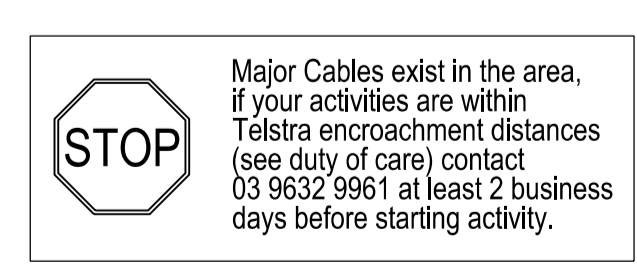 STOP
Major Cables exist in the area,
if your activities are within
Telstra encroachment distances
(see duty of care) contact
03 9632 9961 at least 2 business
days before starting activity.